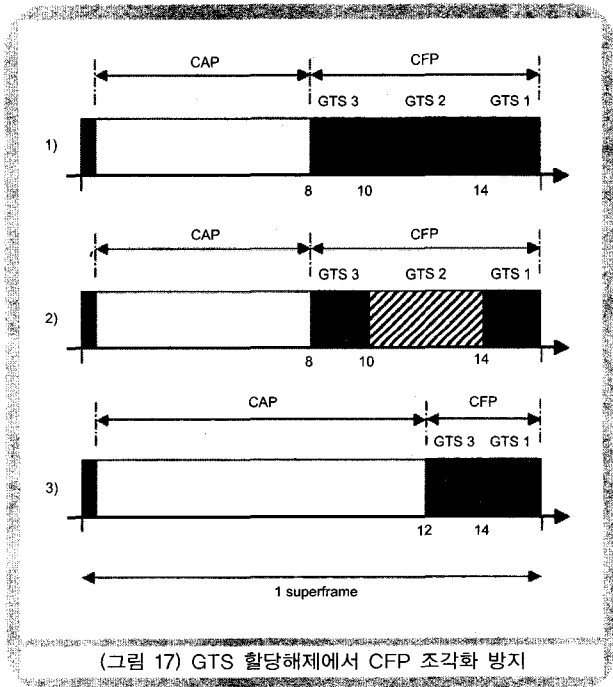 CAP CFP
GTS 3 GTS 2 GTS 1
1)
8 10 14
CAP CFP
GTS 3 GTS 2 GTS 1
2)
8 10 14
CAP CFP
GTS 3 GTS 1
3)
12 14
1 superframe
(그림 17) GTS 할당해제에서 CFP 조각화 방지